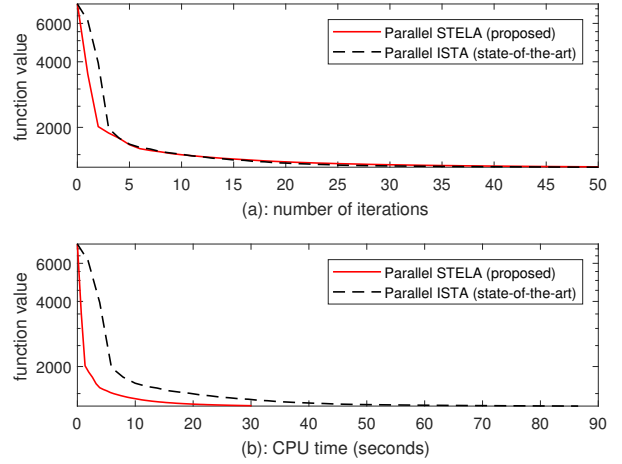 6000
4000
2000
function value
Parallel STELA (proposed)
Parallel ISTA (state-of-the-art)
0 5 10 15 20 25 30 35 40 45 50
(a): number of iterations
6000
4000
2000
function value
Parallel STELA (proposed)
Parallel ISTA (state-of-the-art)
0 10 20 30 40 50 60 70 80 90
(b): CPU time (seconds)